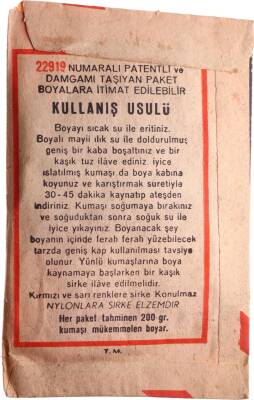 22919 NUMARALI PATENTLİ ve
DAMGAMI TAŞIYAN PAKET
BOYALARA İTİMAT EDİLEBİLİR
KULLANIŞ USULÜ
Boyayı sıcak su ile eritiniz.
Boyalı mayii ılık su ile doldurulmuş
geniş bir kaba boşaltınız ve bir
kaşık tuz ilâve ediniz. iyice
ıslatılmış kumaşı da boya kabına
koyunuz ve karıştırmak suretiyle
30-45 dakika kaynatıp ateşden
indiriniz. Kumaşı soğumaya bırakınız
ve soğuduktan sonra soğuk su ile
iyice yıkayınız. Boyanacak şey
boyanın içinde ferah ferah yüzebilecek
tarzda geniş kap kullanılması tavsiye
olunur. Yünlü kumaşlarına boya
kaynamaya başlarken bir kaşık
sirke ilâve edilmelidir.
Kırmızı ve sarı renklere sirke Konulmaz
NYLONLARA SİRKE ELZEMDİR
Her paket tahminen 200 gr.
kumaşı mükemmelen boyar.
T. M.